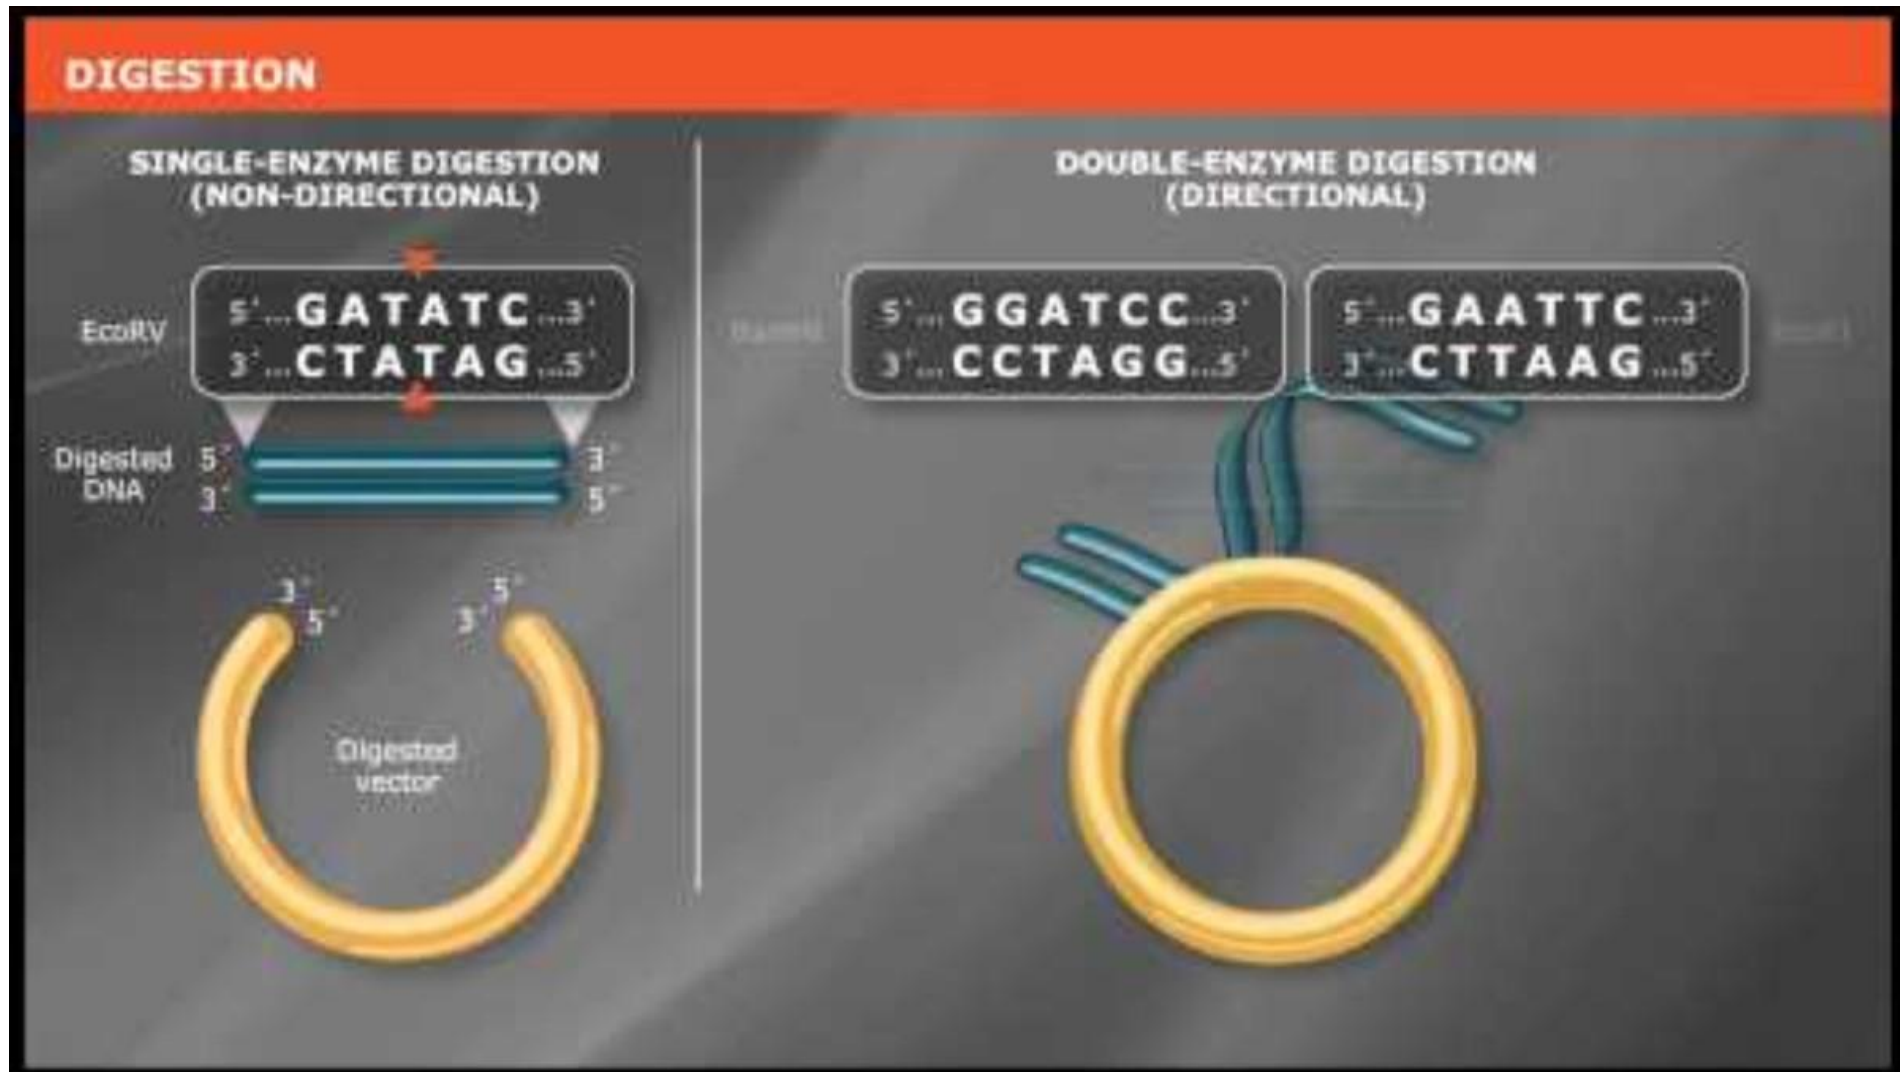 DIGESTION
SINGLE-ENZYME DIGESTION
(NON-DIRECTIONAL)
EcoRV
5'...GATATC...3'
3'...CTATAG...5'
Digested
DNA
5' 3'
3' 5'
3' 5'
5' 3'
Digested
vector
DOUBLE-ENZYME DIGESTION
(DIRECTIONAL)
5'...GGATCC...3'
3'...CCTAGG...5'
5'...GAATTC...3'
3'...CTTAAG...5'